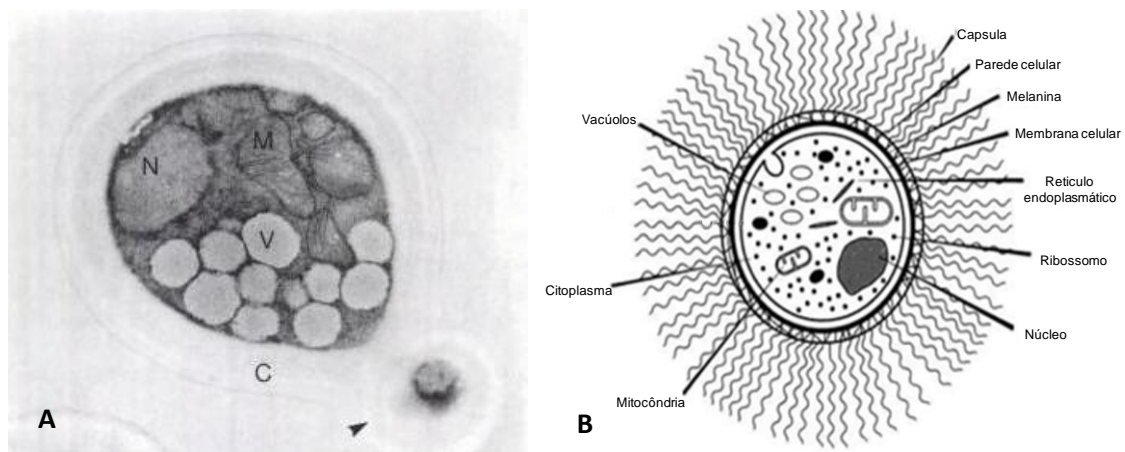 N
M
V
C
A
Capsula
Parede celular
Melanina
Membrana celular
Vacúolos
Reticulo
endoplasmático
Ribossomo
Citoplasma
Núcleo
Mitocôndria
B